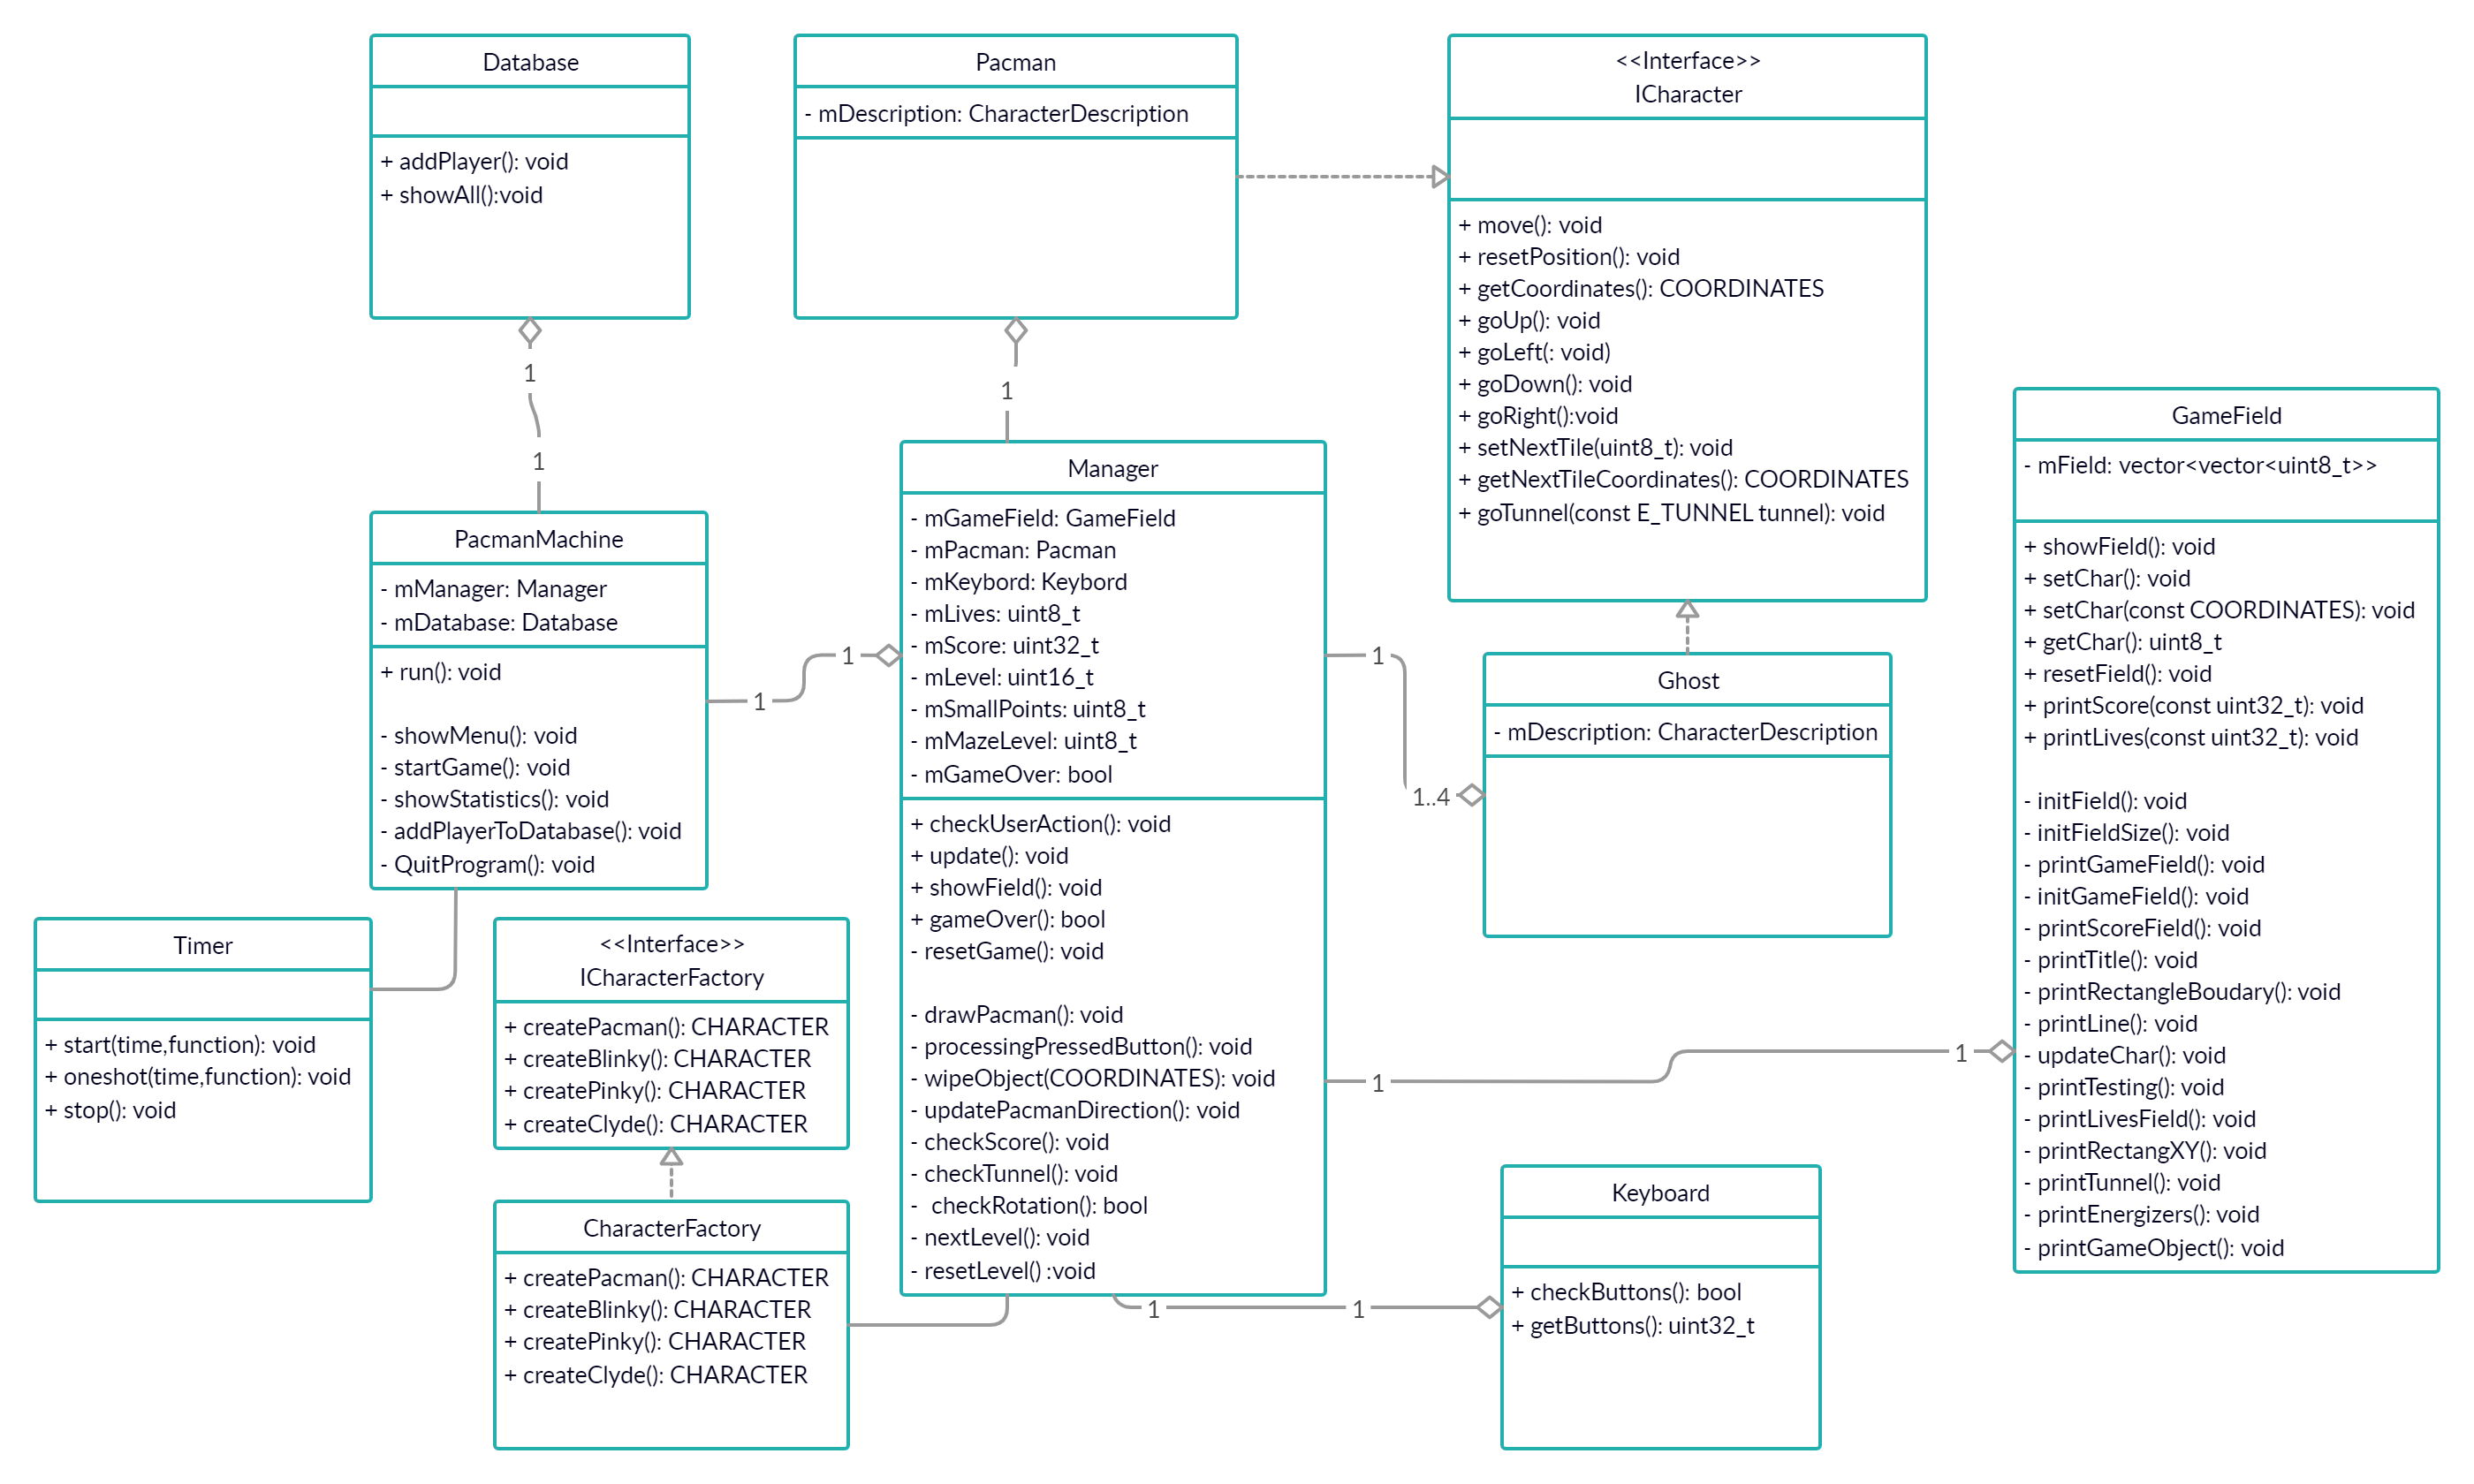 Database
+ addPlayer(): void
+ showAll():void
1
1
Pacman
- mDescription: CharacterDescription
1
<<Interface>>
ICharacter
+ move(): void
+ resetPosition(): void
+ getCoordinates(): COORDINATES
+ goUp(): void
+ goLeft(: void)
+ goDown(): void
+ goRight():void
+ setNextTile(uint8_t): void
+ getNextTileCoordinates(): COORDINATES
+ goTunnel(const E_TUNNEL tunnel): void
GameField
- mField: vector<vector<uint8_t>>
+ showField(): void
+ setChar(): void
+ setChar(const COORDINATES): void
+ getChar(): uint8_t
+ resetField(): void
+ printScore(const uint32_t): void
+ printLives(const uint32_t): void
- initField(): void
- initFieldSize(): void
- printGameField(): void
- initGameField(): void
- printScoreField(): void
- printTitle(): void
- printRectangleBoudary(): void
- printLine(): void
- updateChar(): void
- printTesting(): void
- printLivesField(): void
- printRectangXY(): void
- printTunnel(): void
- printEnergizers(): void
- printGameObject(): void
PacmanMachine
- mManager: Manager
- mDatabase: Database
+ run(): void
- showMenu(): void
- startGame(): void
- showStatistics(): void
- addPlayerToDatabase(): void
- QuitProgram(): void
1
1
Manager
- mGameField: GameField
- mPacman: Pacman
- mKeybord: Keybord
- mLives: uint8_t
- mScore: uint32_t
- mLevel: uint16_t
- mSmallPoints: uint8_t
- mMazeLevel: uint8_t
- mGameOver: bool
+ checkUserAction(): void
+ update(): void
+ showField(): void
+ gameOver(): bool
- resetGame(): void
- drawPacman(): void
- processingPressedButton(): void
- wipeObject(COORDINATES): void
- updatePacmanDirection(): void
- checkScore(): void
- checkTunnel(): void
- checkRotation(): bool
- nextLevel(): void
- resetLevel() :void
1
1..4
Ghost
- mDescription: CharacterDescription
1
1
Timer
+ start(time,function): void
+ oneshot(time,function): void
+ stop(): void
<<Interface>>
ICharacterFactory
+ createPacman(): CHARACTER
+ createBlinky(): CHARACTER
+ createPinky(): CHARACTER
+ createClyde(): CHARACTER
CharacterFactory
+ createPacman(): CHARACTER
+ createBlinky(): CHARACTER
+ createPinky(): CHARACTER
+ createClyde(): CHARACTER
1
1
Keyboard
+ checkButtons(): bool
+ getButtons(): uint32_t